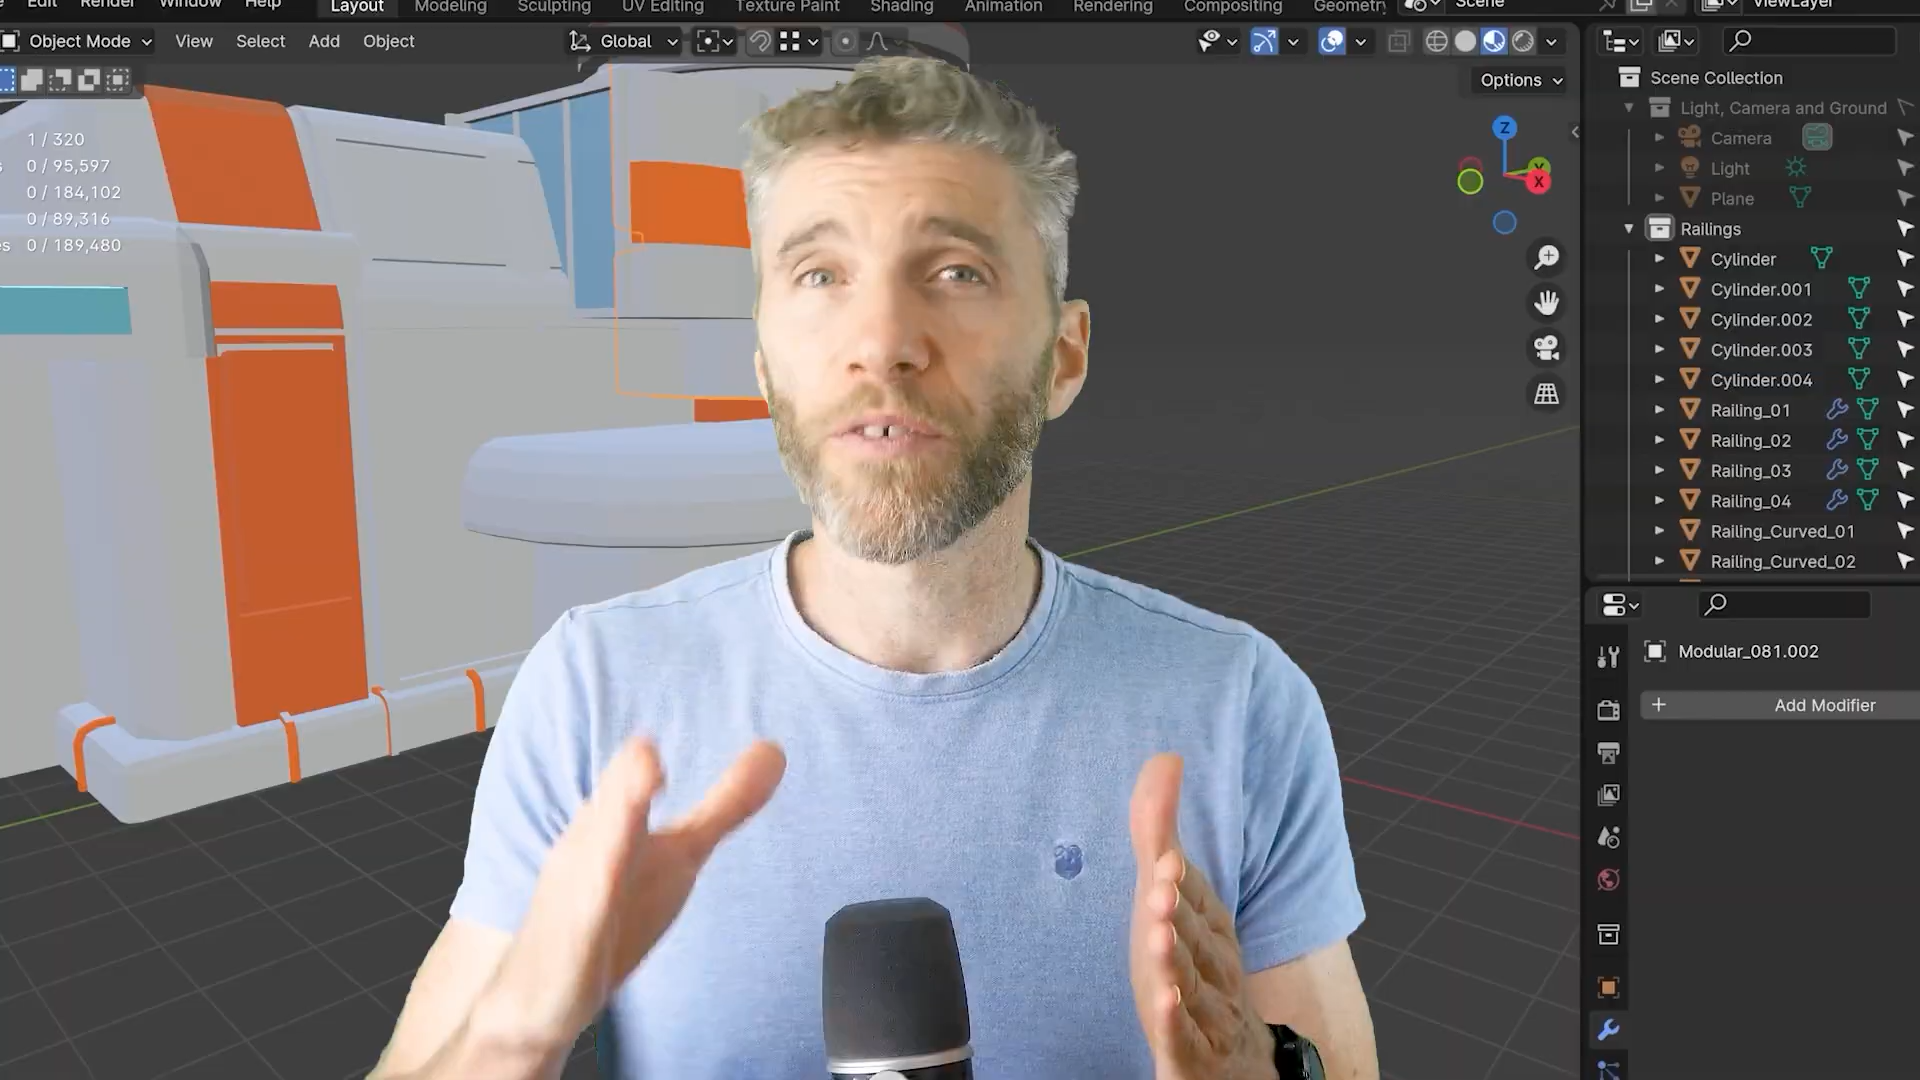 Edit Render Window Help Layout Modeling Sculpting UV Editing Texture Paint Shading Animation Rendering Compositing Scene ViewLayer
Object Mode View Select Add Object Global
Options
1 / 320
0 / 95,597
0 / 184,102
0 / 89,316
0 / 189,480
Z
Y
X
Scene Collection
Light, Camera and Ground
Camera
Light
Plane
Railings
Cylinder
Cylinder.001
Cylinder.002
Cylinder.003
Cylinder.004
Railing_01
Railing_02
Railing_03
Railing_04
Railing_Curved_01
Railing_Curved_02
Modular_081.002
+ Add Modifier